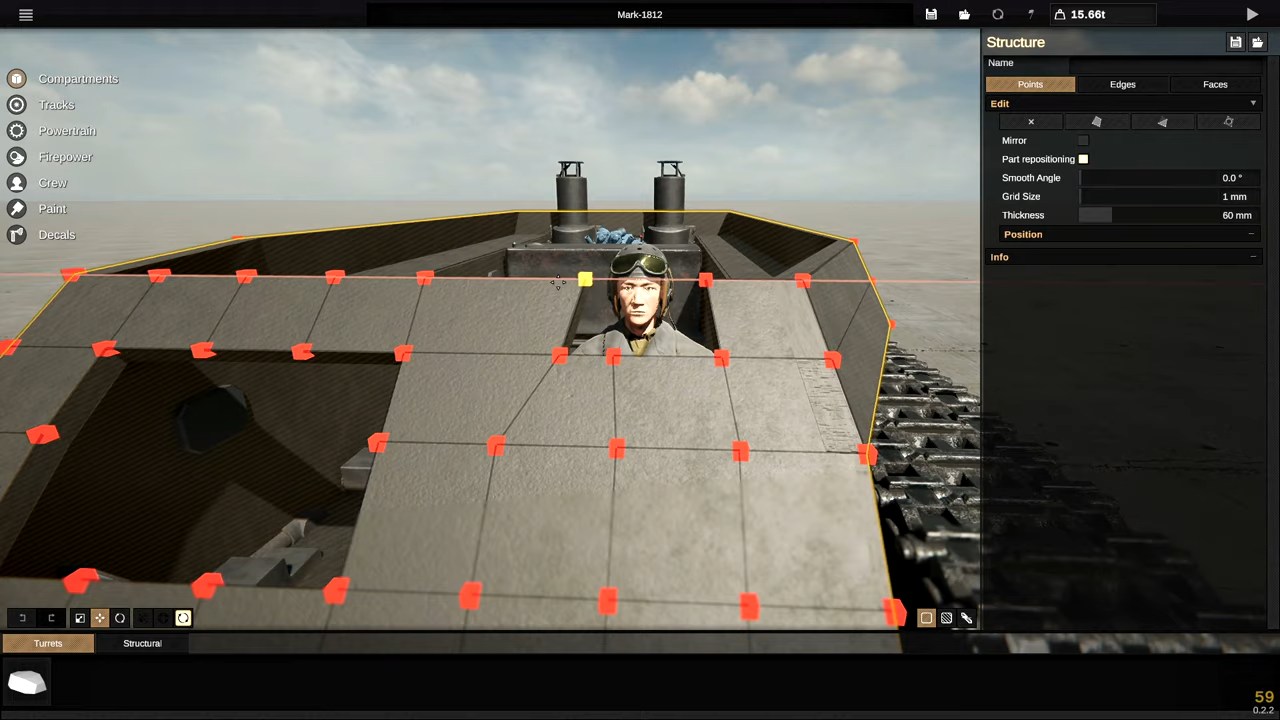 Mark-1812
15.66t
Structure
Name
Compartments
Tracks
Powertrain
Firepower
Crew
Paint
Decals
Points Edges Faces
Edit
Mirror
Part repositioning
Smooth Angle 0.0 °
Grid Size 1 mm
Thickness 60 mm
Position
Info
Turrets Structural
59
0.2.2